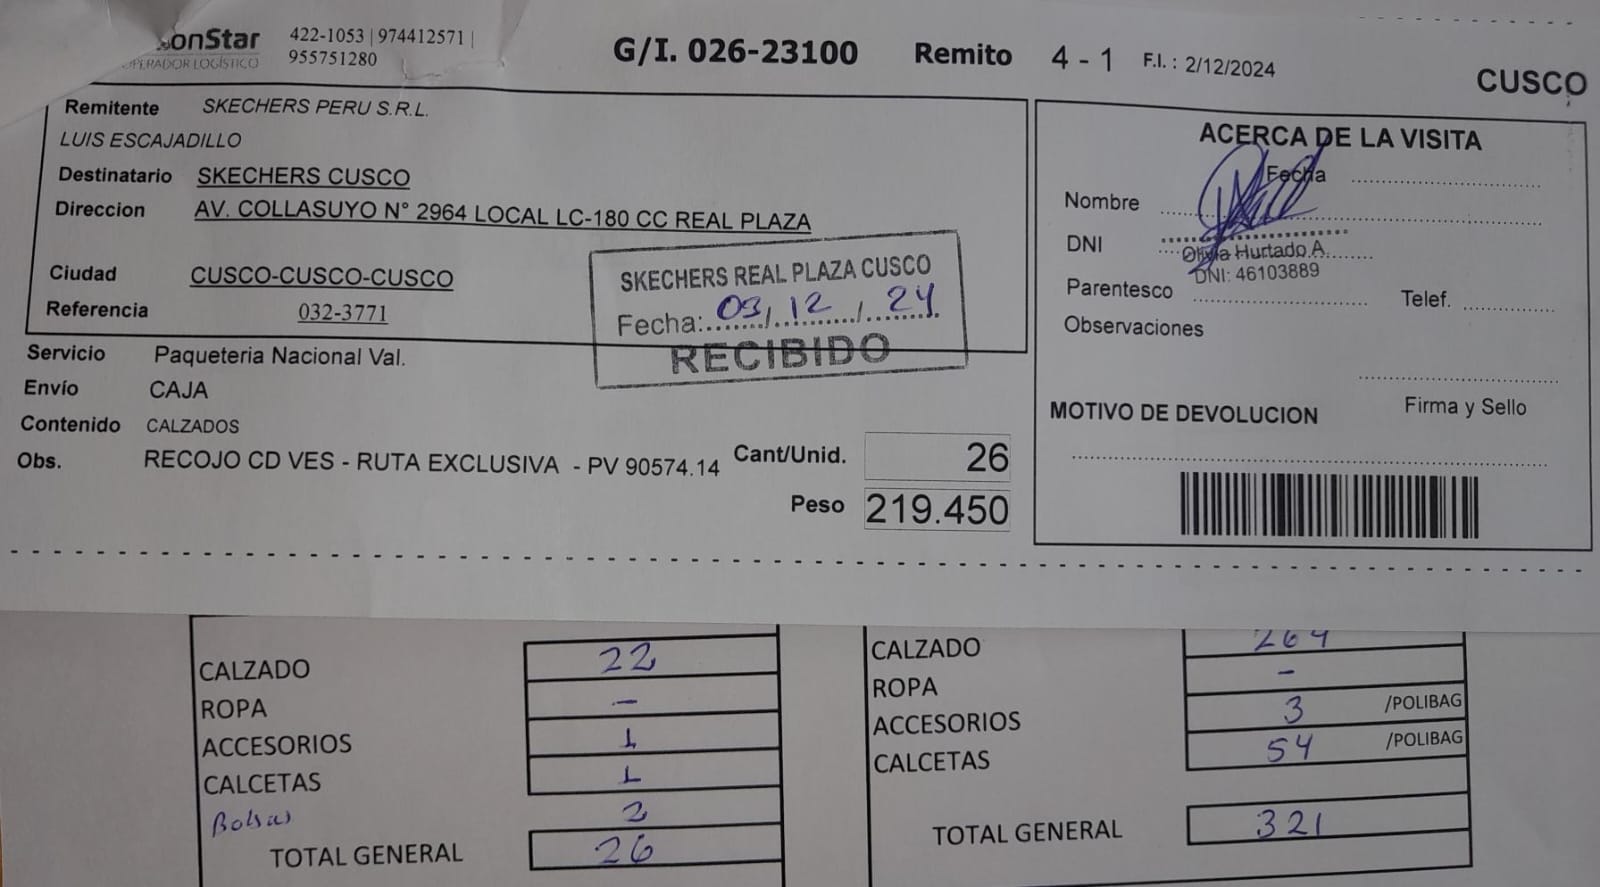 onStar
OPERADOR LOGÍSTICO
422-1053 | 974412571 |
955751280
G/I. 026-23100 Remito 4 - 1 F.I. : 2/12/2024
CUSCO
Remitente SKECHERS PERU S.R.L.
LUIS ESCAJADILLO
Destinatario SKECHERS CUSCO
Direccion AV. COLLASUYO N° 2964 LOCAL LC-180 CC REAL PLAZA
Ciudad CUSCO-CUSCO-CUSCO
Referencia 032-3771
SKECHERS REAL PLAZA CUSCO
Fecha: 03/12/24
RECIBIDO
Servicio Paqueteria Nacional Val.
Envío CAJA
Contenido CALZADOS
Obs. RECOJO CD VES - RUTA EXCLUSIVA - PV 90574.14
Cant/Unid. 26
Peso 219.450
ACERCA DE LA VISITA
Fecha
Nombre
DNI
Olivia Hurtado A.
DNI: 46103889
Parentesco Telef.
Observaciones
Firma y Sello
MOTIVO DE DEVOLUCION
CALZADO 22
ROPA -
ACCESORIOS 1
CALCETAS 1
Bolsas 2
TOTAL GENERAL 26
CALZADO 264
ROPA -
ACCESORIOS 3 /POLIBAG
CALCETAS 54 /POLIBAG
TOTAL GENERAL 321